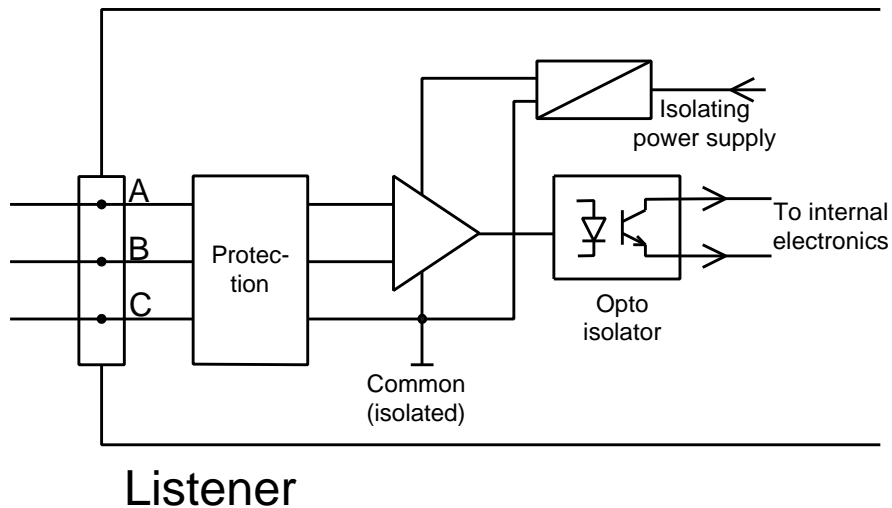 Isolating
power supply
A
B
C
Protec-
tion
To internal
electronics
Opto
isolator
Common
(isolated)
Listener